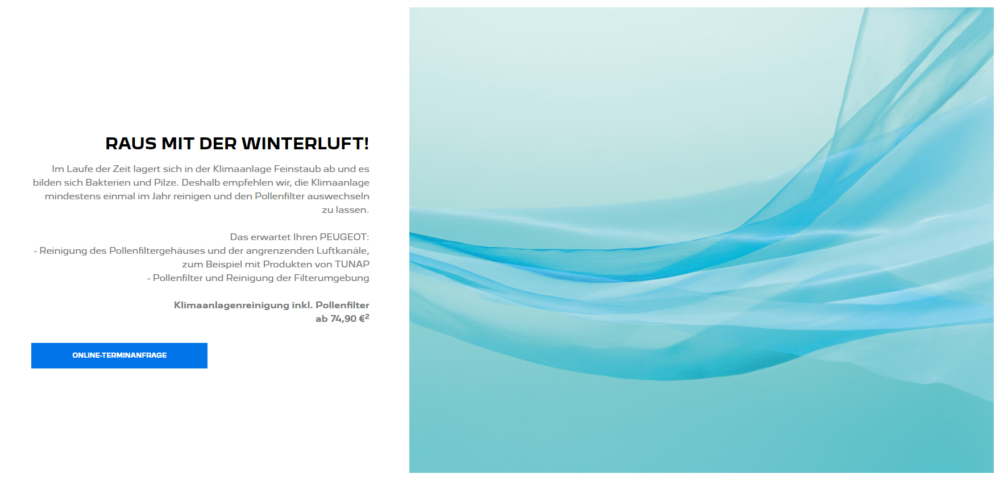 RAUS MIT DER WINTERLUFT!
Im Laufe der Zeit lagert sich in der Klimaanlage Feinstaub ab und es
bilden sich Bakterien und Pilze. Deshalb empfehlen wir, die Klimaanlage
mindestens einmal im Jahr reinigen und den Pollenfilter auswechseln
zu lassen.
Das erwartet Ihren PEUGEOT:
- Reinigung des Pollenfiltergehäuses und der angrenzenden Luftkanäle,
zum Beispiel mit Produkten von TUNAP
- Pollenfilter und Reinigung der Filterumgebung
Klimaanlagenreinigung inkl. Pollenfilter
ab 74,90 €²
ONLINE-TERMINANFRAGE